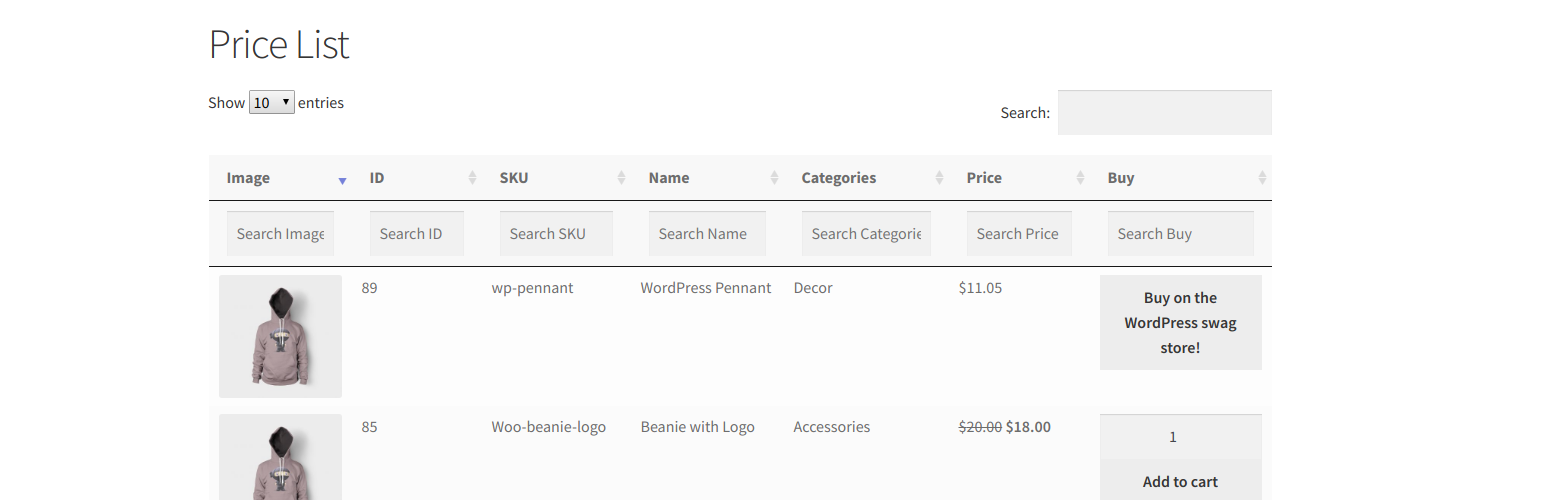 Price List
Show 10 entries
Search:
Image ID SKU Name Categories Price Buy
Search Image Search ID Search SKU Search Name Search Categorie Search Price Search Buy
89 wp-pennant WordPress Pennant Decor $11.05 Buy on the
WordPress swag
store!
85 Woo-beanie-logo Beanie with Logo Accessories $20.00 $18.00 1
Add to cart